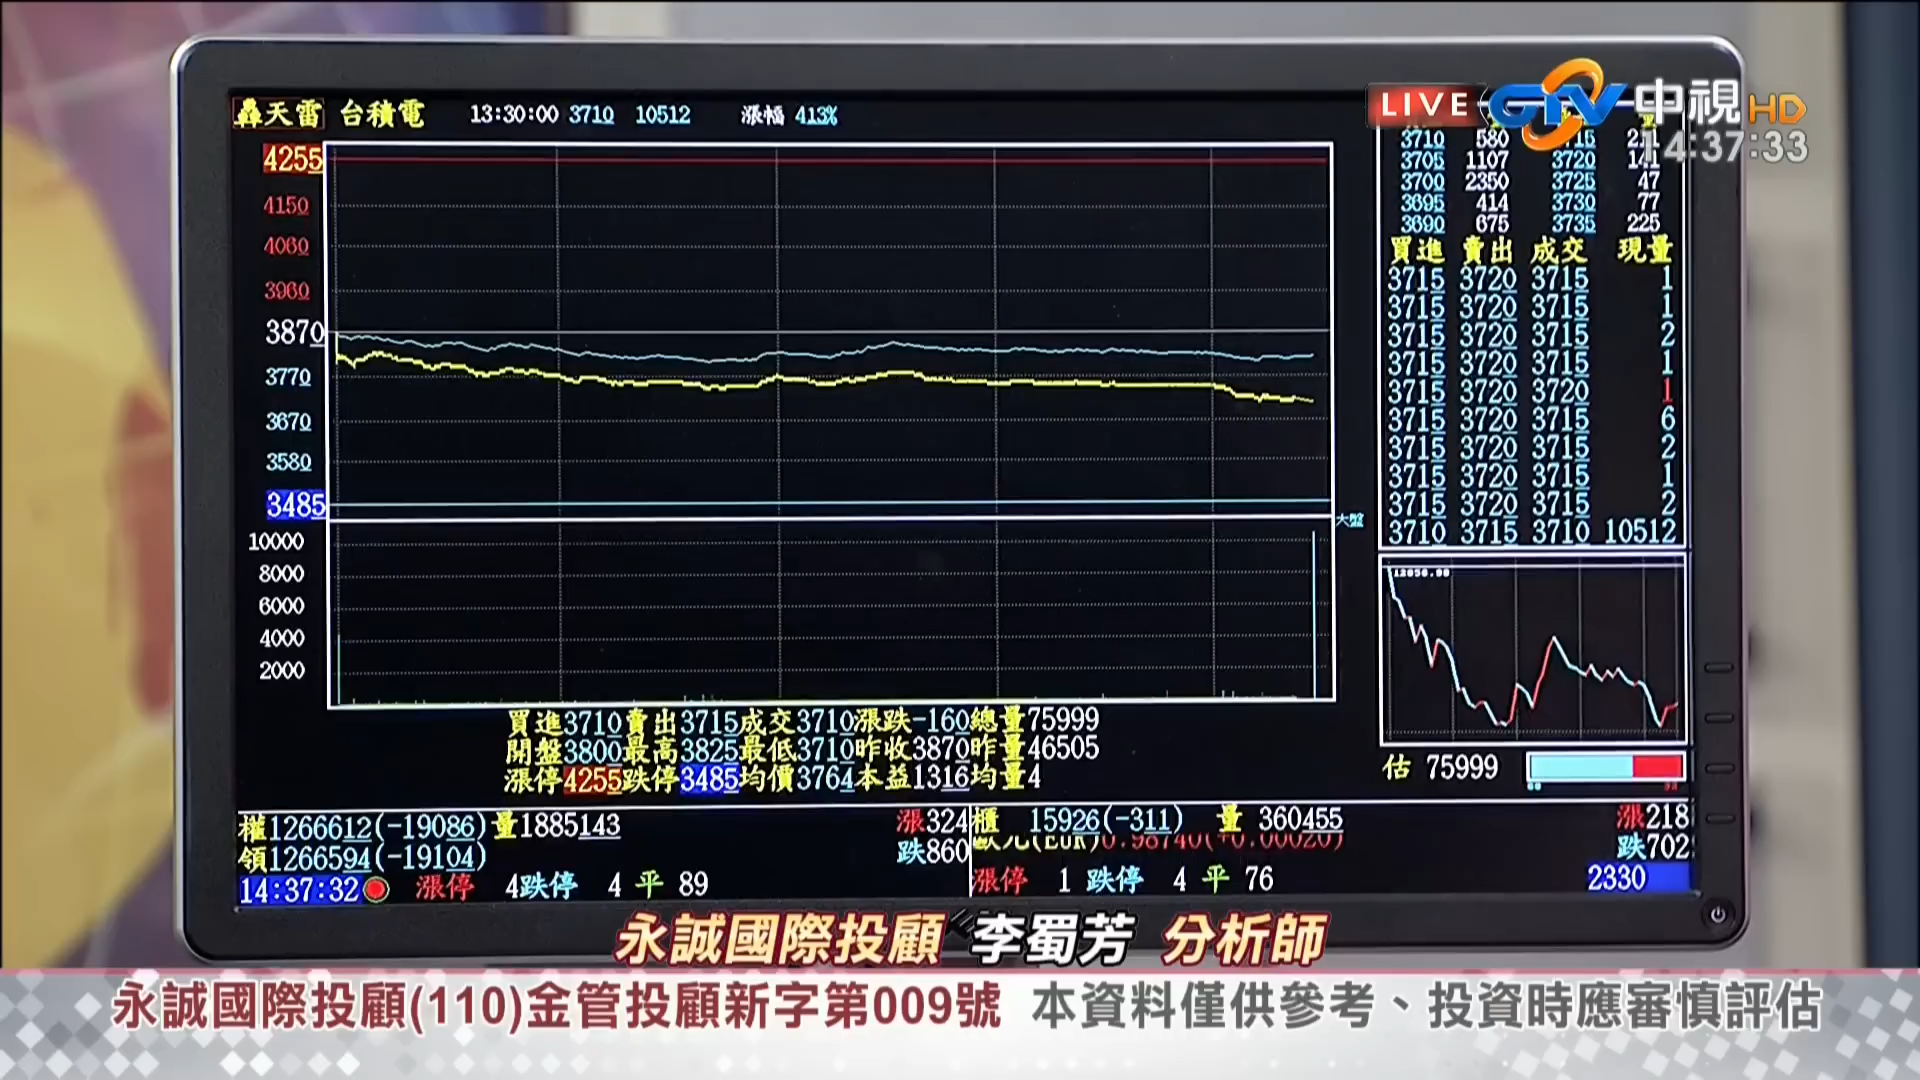 轟天雷 台積電 13:30:00 3710 10512 漲幅 4.13%
LIVE CTV 中視 HD
14:37:33
4255
4150
4060
3960
3870
3770
3670
3580
3485
10000
8000
6000
4000
2000
大盤
3710 580 3715
3705 1107 3720 141
3700 2350 3725 47
3695 414 3730 77
3690 675 3735 225
買進 賣出 成交 現量
3715 3720 3715 1
3715 3720 3715 1
3715 3720 3715 2
3715 3720 3715 1
3715 3720 3720 1
3715 3720 3715 6
3715 3720 3715 2
3715 3720 3715 1
3715 3720 3715 2
3710 3715 3710 10512
估 75999
買進3710賣出3715成交3710漲跌-160總量75999
開盤3800最高3825最低3710昨收3870昨量46505
漲停4255跌停3485均價3764本益1316均量4
權1266612(-19086)量1885143 漲324
領1266594(-19104) 跌860
14:37:32 漲停 4跌停 4平 89
櫃 15926(-311) 量 360455 漲218
歐元(EUR)0.98740(+0.00020) 跌702
漲停 1 跌停 4 平 76 2330
永誠國際投顧 李蜀芳 分析師
永誠國際投顧(110)金管投顧新字第009號 本資料僅供參考、投資時應審慎評估